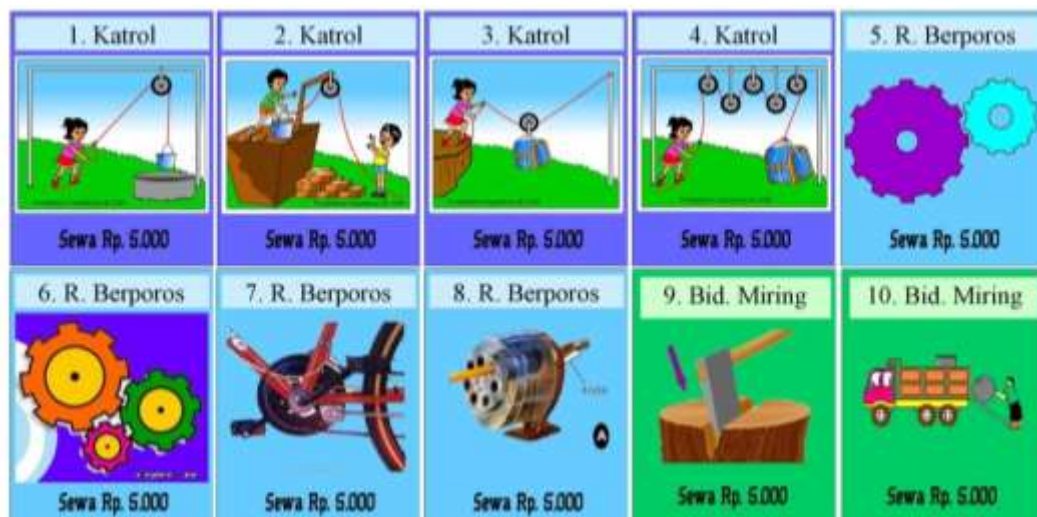 1. Katrol
2. Katrol
3. Katrol
4. Katrol
5. R. Berporos
Sewa Rp. 5.000
Sewa Rp. 5.000
Sewa Rp. 5.000
Sewa Rp. 5.000
Sewa Rp. 5.000
6. R. Berporos
7. R. Berporos
8. R. Berporos
9. Bid. Miring
10. Bid. Miring
A
Sewa Rp. 5.000
Sewa Rp. 5.000
Sewa Rp. 5.000
Sewa Rp. 5.000
Sewa Rp. 5.000